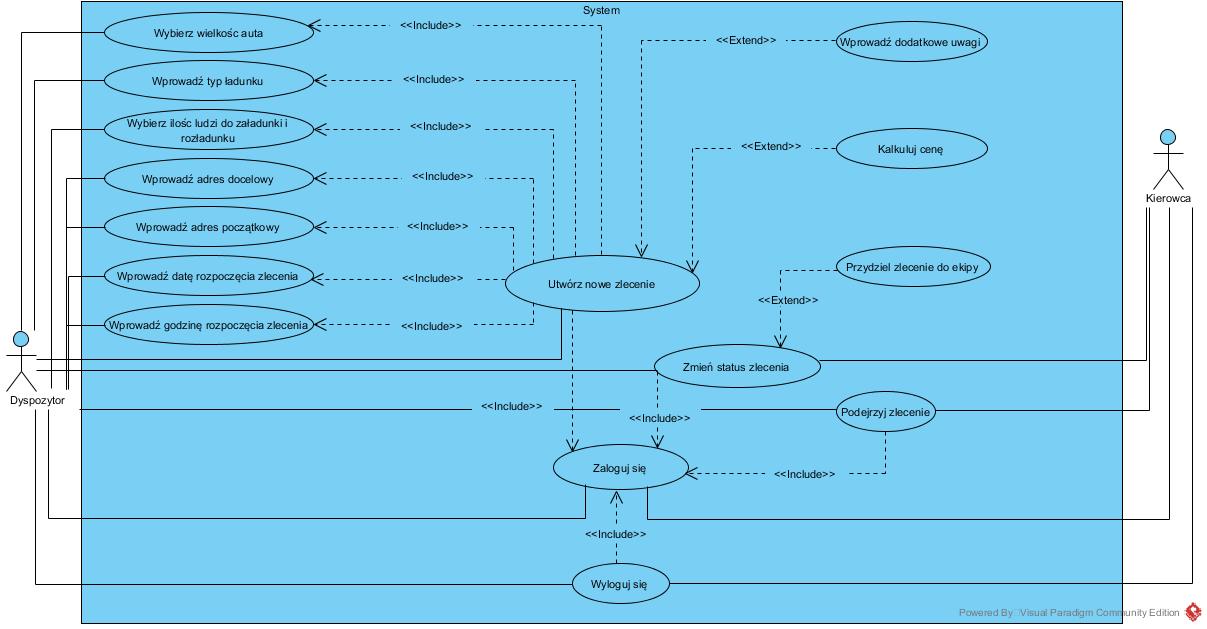 System
Wybierz wielkośc auta
<<Include>>
<<Extend>>
Wprowadź dodatkowe uwagi
Wprowadź typ ładunku
<<Include>>
Wybierz ilośc ludzi do załadunki i
rozładunku
<<Include>>
<<Extend>>
Kalkuluj cenę
Wprowadź adres docelowy
<<Include>>
Kierowca
Wprowadź adres początkowy
<<Include>>
Wprowadź datę rozpoczęcia zlecenia
<<Include>>
Utwórz nowe zlecenie
Przydziel zlecenie do ekipy
<<Extend>>
Wprowadź godzinę rozpoczęcia zlecenia
<<Include>>
Zmień status zlecenia
Dyspozytor
<<Include>>
<<Include>>
Podejrzyj zlecenie
Zaloguj się
<<Include>>
<<Include>>
Wyloguj się
Powered By Visual Paradigm Community Edition